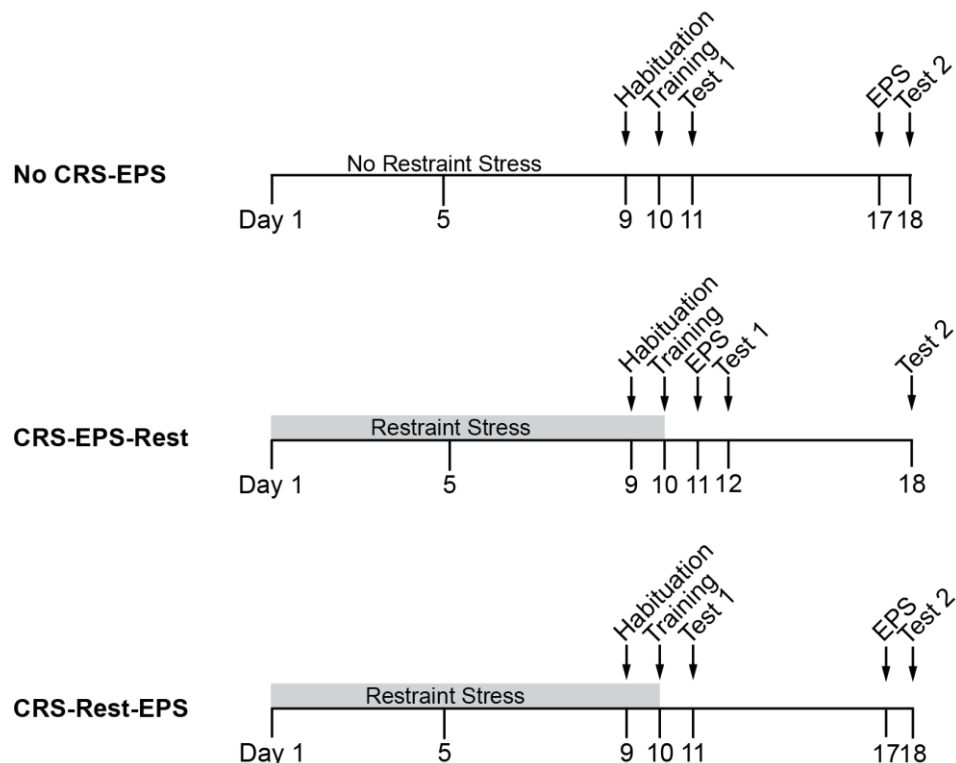 Habituation
Training
Test 1
EPS
Test 2
No CRS-EPS
No Restraint Stress
Day 1
5
9
10
11
17
18
Habituation
Training
EPS
Test 1
Test 2
CRS-EPS-Rest
Restraint Stress
Day 1
5
9
10
11
12
18
Habituation
Training
Test 1
EPS
Test 2
CRS-Rest-EPS
Restraint Stress
Day 1
5
9
10
11
17
18